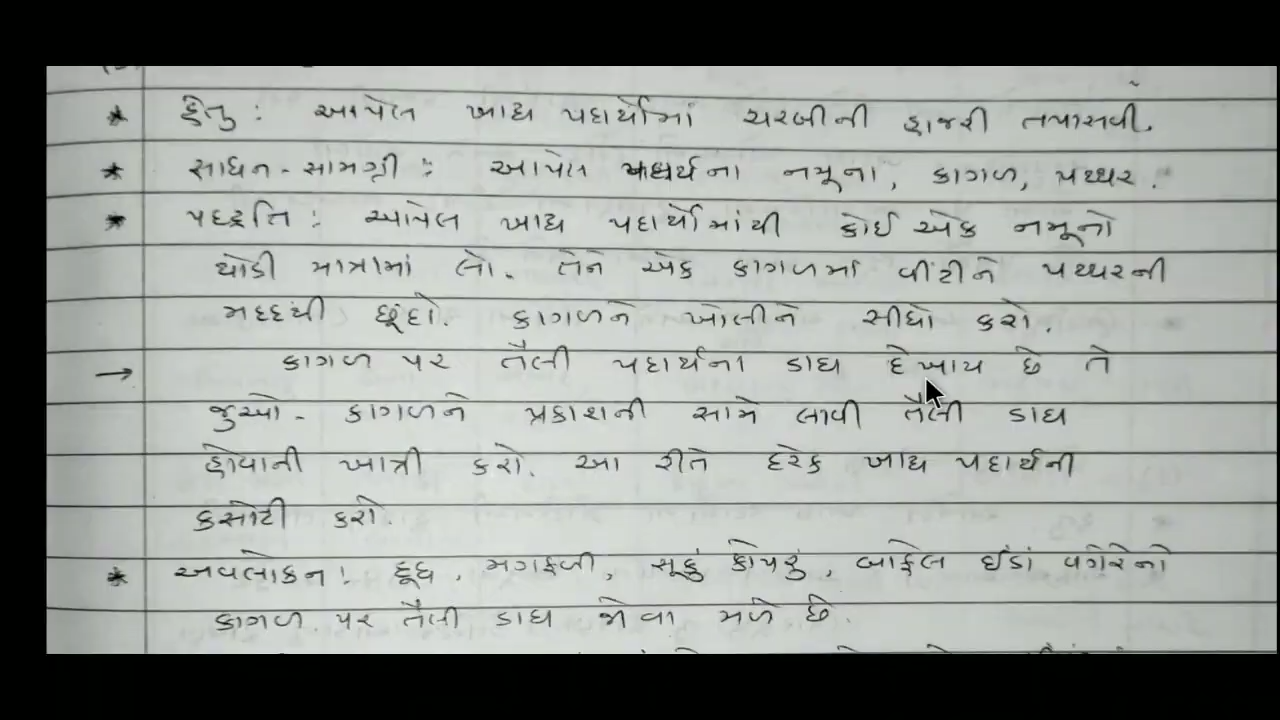 ★ હેતુ : આપેલ ખાદ્ય પદાર્થોમાં ચરબીની હાજરી તપાસવી.
★ સાધન - સામગ્રી : આપેલ ખાદ્યાર્થના નમૂના, કાગળ, પથ્થર.
★ પદ્ધતિ : આપેલ ખાદ્ય પદાર્થોમાંથી કોઈ એક નમૂનો
થોડી માત્રામાં લો. તેને એક કાગળમાં વીંટીને પથ્થરની
મદદથી છૂંદો. કાગળને ખોલીને સીધો કરો.
→ કાગળ પર તૈલી પદાર્થના ડાઘ દેખાય છે તે
જુઓ - કાગળને પ્રકાશની સામે લાવી તૈલી ડાઘ
હોવાની ખાત્રી કરો. આ રીતે દરેક ખાદ્ય પદાર્થની
કસોટી કરો.
★ અવલોકન : દૂધ, મગફળી, સૂકું કોપરું, બાફેલ ઈંડાં વગેરેનો
કાગળ પર તૈલી ડાઘ જોવા મળે છે.